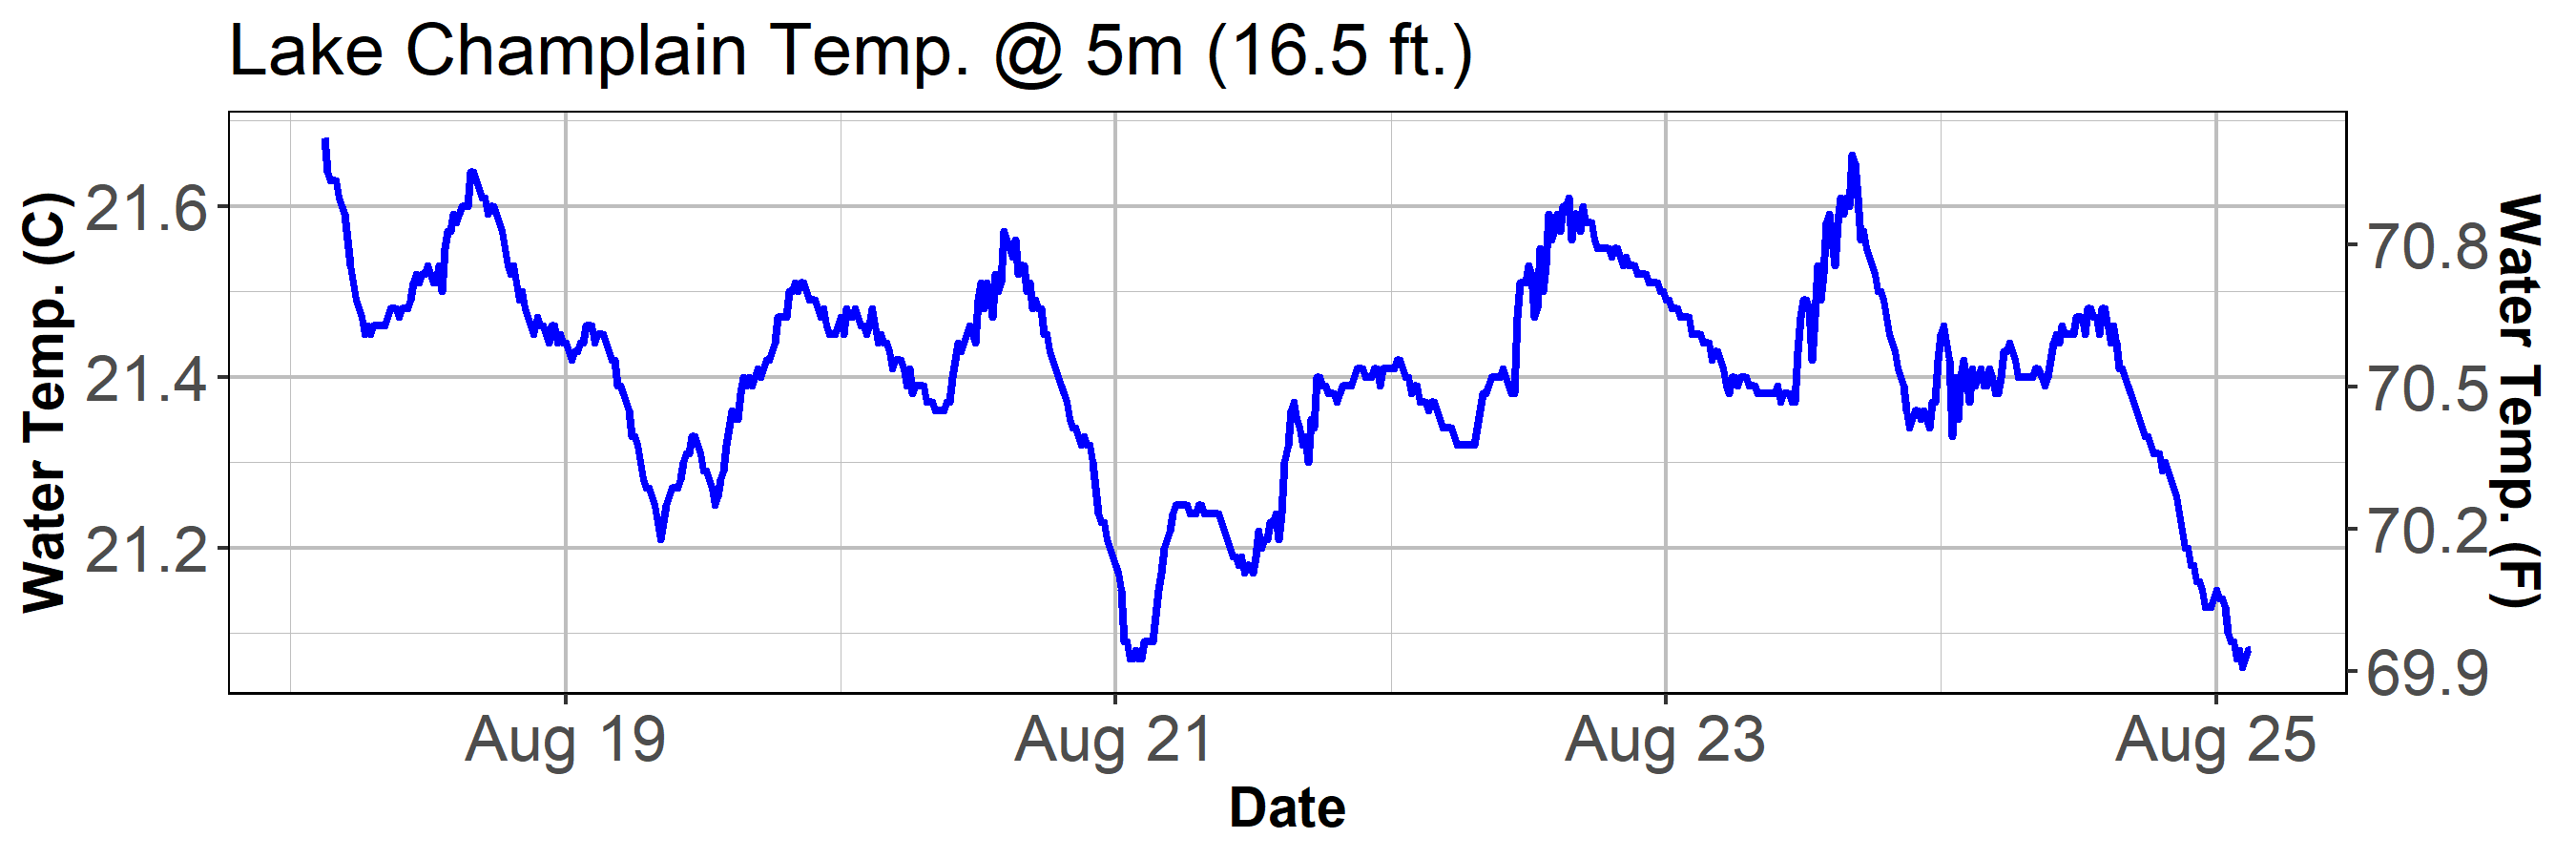 Lake Champlain Temp. @ 5m (16.5 ft.)
Water Temp. (C)
21.6
21.4
21.2
70.8
70.5
70.2
69.9
Water Temp. (F)
Aug 19
Aug 21
Aug 23
Aug 25
Date